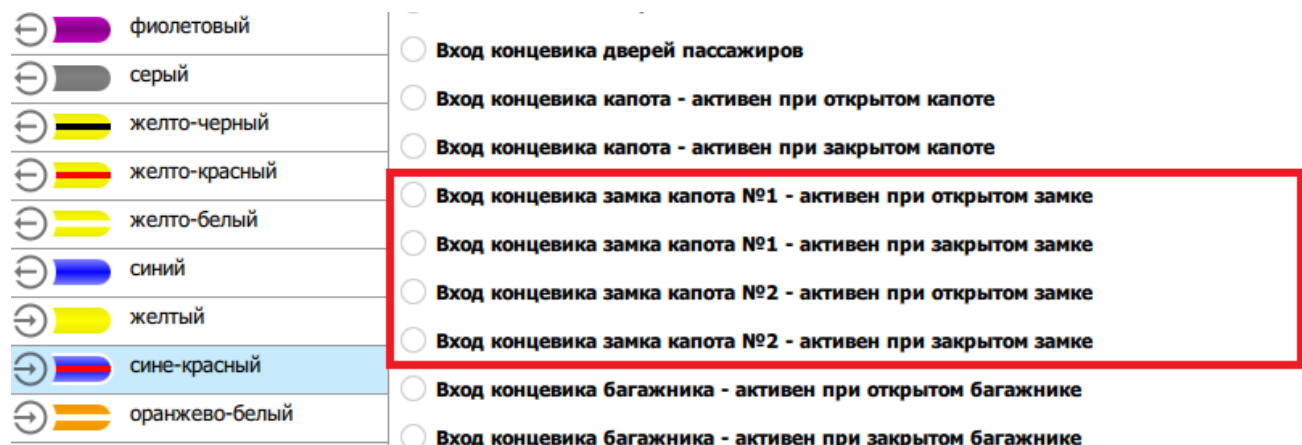 фиолетовый
серый
желто-черный
желто-красный
желто-белый
синий
желтый
сине-красный
оранжево-белый
Вход концевика дверей пассажиров
Вход концевика капота - активен при открытом капоте
Вход концевика капота - активен при закрытом капоте
Вход концевика замка капота №1 - активен при открытом замке
Вход концевика замка капота №1 - активен при закрытом замке
Вход концевика замка капота №2 - активен при открытом замке
Вход концевика замка капота №2 - активен при закрытом замке
Вход концевика багажника - активен при открытом багажнике
Вход концевика багажника - активен при закрытом багажнике